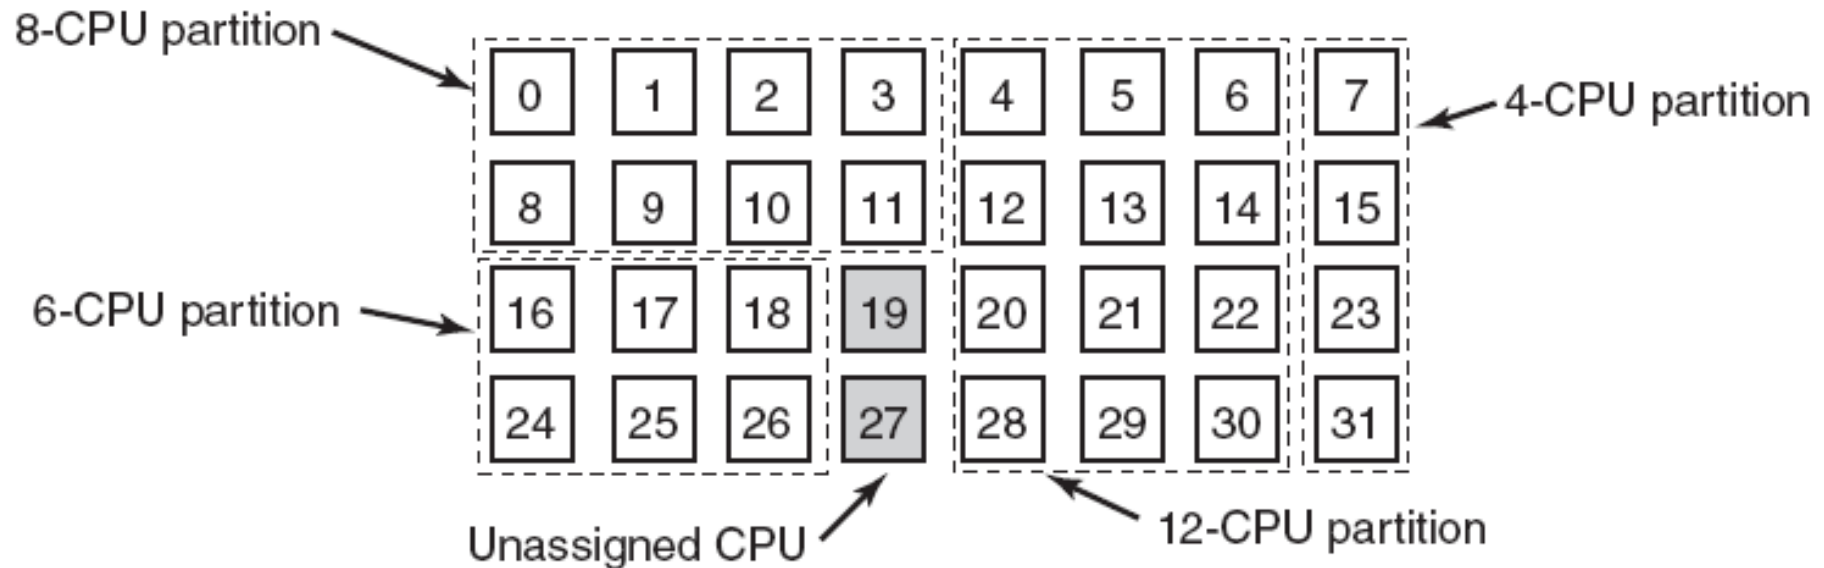 8-CPU partition
0 1 2 3 4 5 6 7
4-CPU partition
8 9 10 11 12 13 14 15
6-CPU partition
16 17 18 19 20 21 22 23
24 25 26 27 28 29 30 31
Unassigned CPU
12-CPU partition